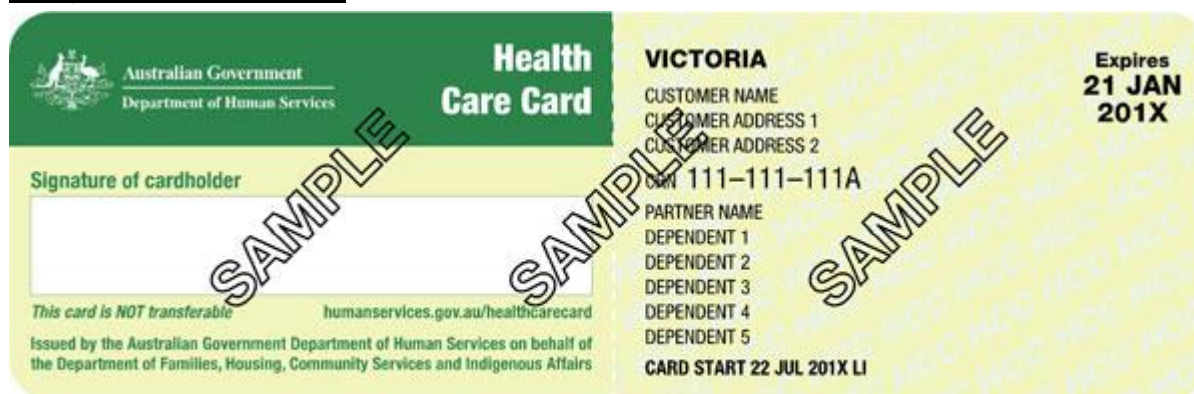 Australian Government
Department of Human Services
Health
Care Card
Signature of cardholder
This card is NOT transferable
humanservices.gov.au/healthcarecard
Issued by the Australian Government Department of Human Services on behalf of
the Department of Families, Housing, Community Services and Indigenous Affairs
VICTORIA
Expires
21 JAN
201X
CUSTOMER NAME
CUSTOMER ADDRESS 1
CUSTOMER ADDRESS 2
CRN 111–111–111A
PARTNER NAME
DEPENDENT 1
DEPENDENT 2
DEPENDENT 3
DEPENDENT 4
DEPENDENT 5
CARD START 22 JUL 201X LI
SAMPLE
SAMPLE
SAMPLE